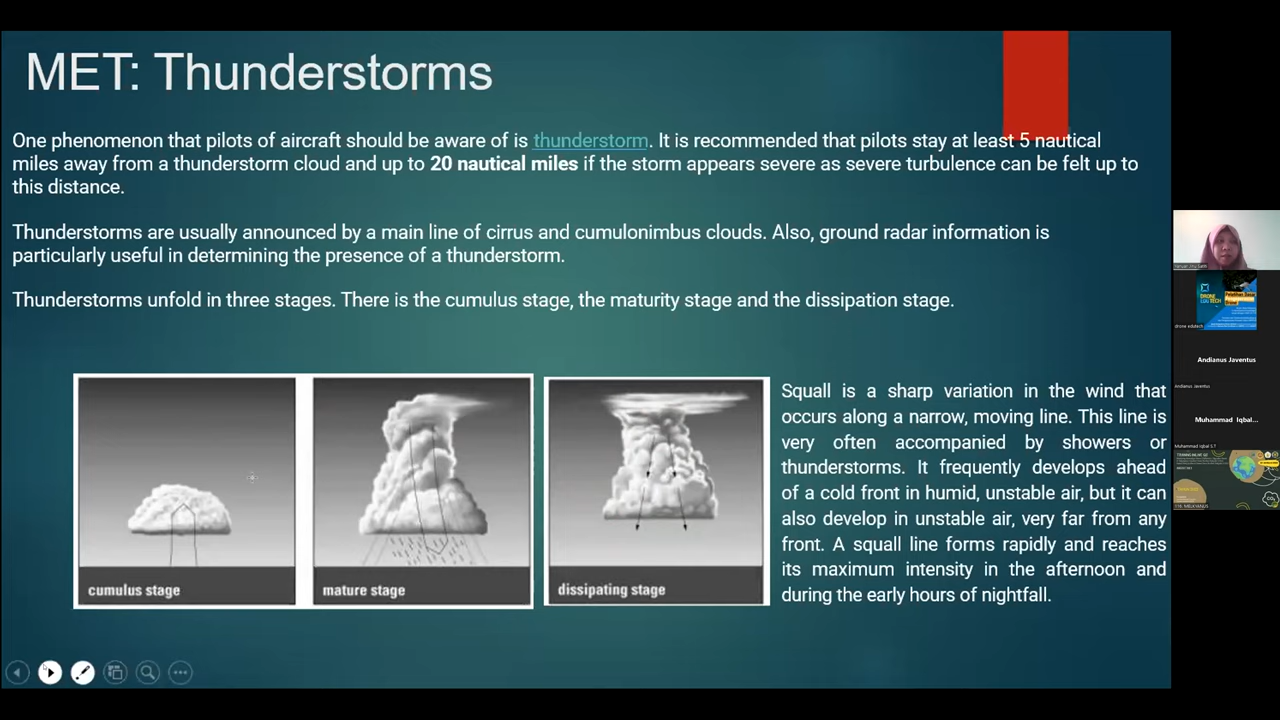 MET: Thunderstorms
One phenomenon that pilots of aircraft should be aware of is thunderstorm. It is recommended that pilots stay at least 5 nautical
miles away from a thunderstorm cloud and up to 20 nautical miles if the storm appears severe as severe turbulence can be felt up to
this distance.
Thunderstorms are usually announced by a main line of cirrus and cumulonimbus clouds. Also, ground radar information is
particularly useful in determining the presence of a thunderstorm.
Thunderstorms unfold in three stages. There is the cumulus stage, the maturity stage and the dissipation stage.
cumulus stage
mature stage
dissipating stage
Squall is a sharp variation in the wind that
occurs along a narrow, moving line. This line is
very often accompanied by showers or
thunderstorms. It frequently develops ahead
of a cold front in humid, unstable air, but it can
also develop in unstable air, very far from any
front. A squall line forms rapidly and reaches
its maximum intensity in the afternoon and
during the early hours of nightfall.
DRONE
EDUTECH
drone edutech
Andianus Javentus
Andianus Javentus
Muhammad Iqbal...
Muhammad Iqbal S.T